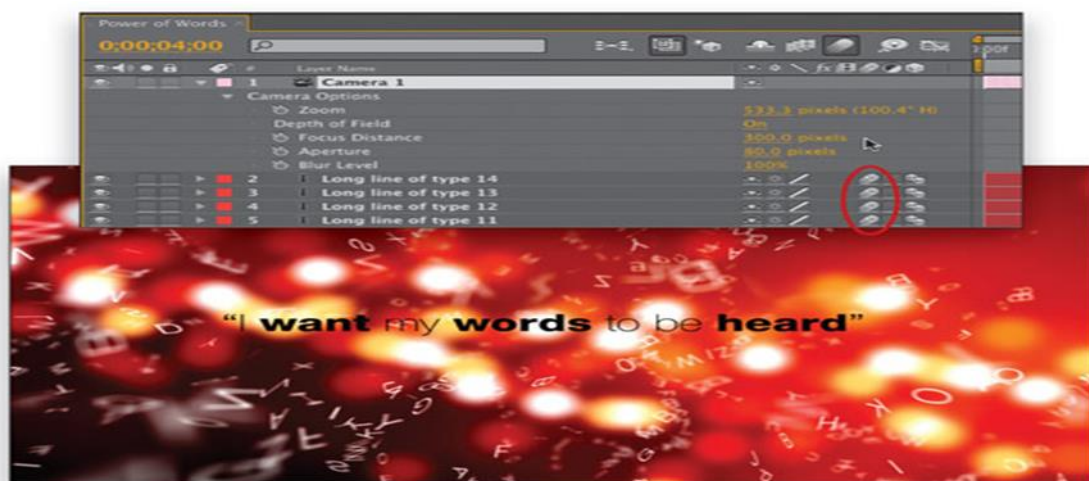 Power of Words
0;00;04;00
# Layer Name
1 Camera 1
Camera Options
Zoom 533.3 pixels (100.4° H)
Depth of Field On
Focus Distance 300.0 pixels
Aperture 80.0 pixels
Blur Level 100%
2 Long line of type 14
3 Long line of type 13
4 Long line of type 12
5 Long line of type 11
“I want my words to be heard”